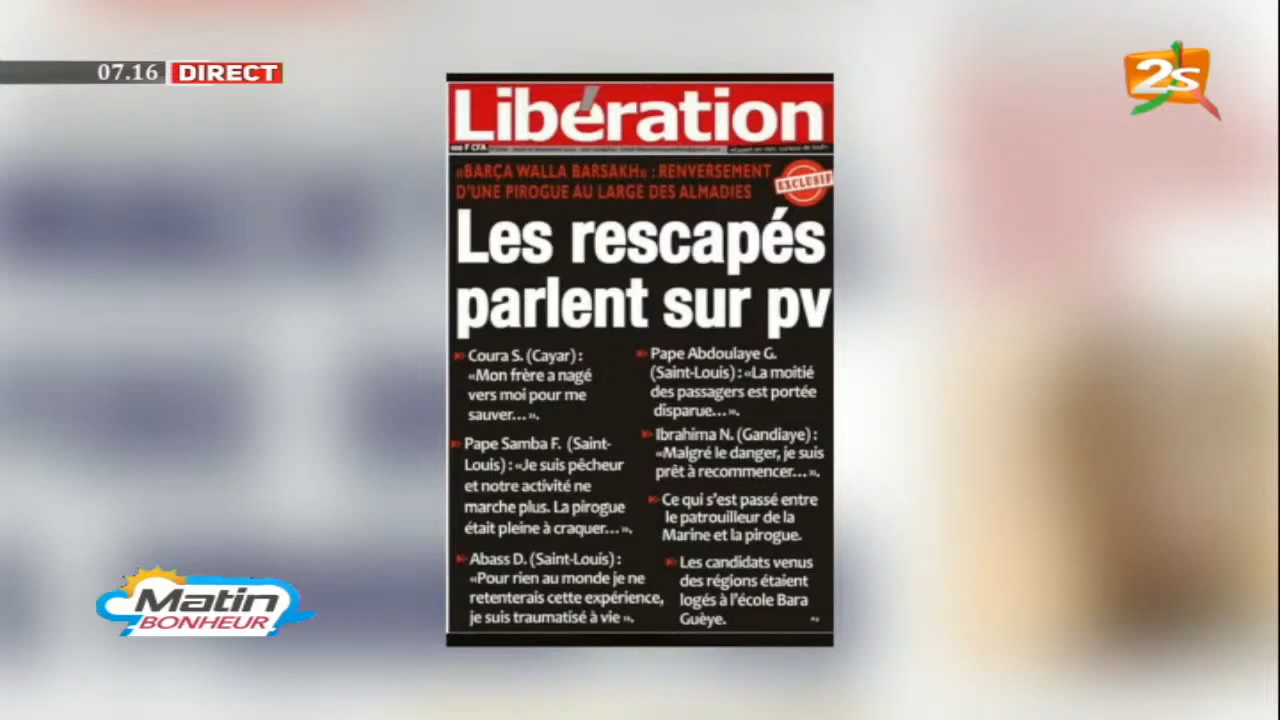 07.16 DIRECT
2s
Libération
100 F CFA
«BARÇA WALLA BARSAKH» : RENVERSEMENT
D'UNE PIROGUE AU LARGE DES ALMADIES
EXCLUSIF
Les rescapés
parlent sur pv
Coura S. (Cayar) :
«Mon frère a nagé
vers moi pour me
sauver... ».
Pape Samba F. (Saint-
Louis) : «Je suis pêcheur
et notre activité ne
marche plus. La pirogue
était pleine à craquer... ».
Abass D. (Saint-Louis) :
«Pour rien au monde je ne
retenterais cette expérience,
je suis traumatisé à vie ».
Pape Abdoulaye G.
(Saint-Louis) : «La moitié
des passagers est portée
disparue... ».
Ibrahima N. (Gandiaye) :
«Malgré le danger, je suis
prêt à recommencer... ».
Ce qui s'est passé entre
le patrouilleur de la
Marine et la pirogue.
Les candidats venus
des régions étaient
logés à l'école Bara
Guèye.
Matin
BONHEUR